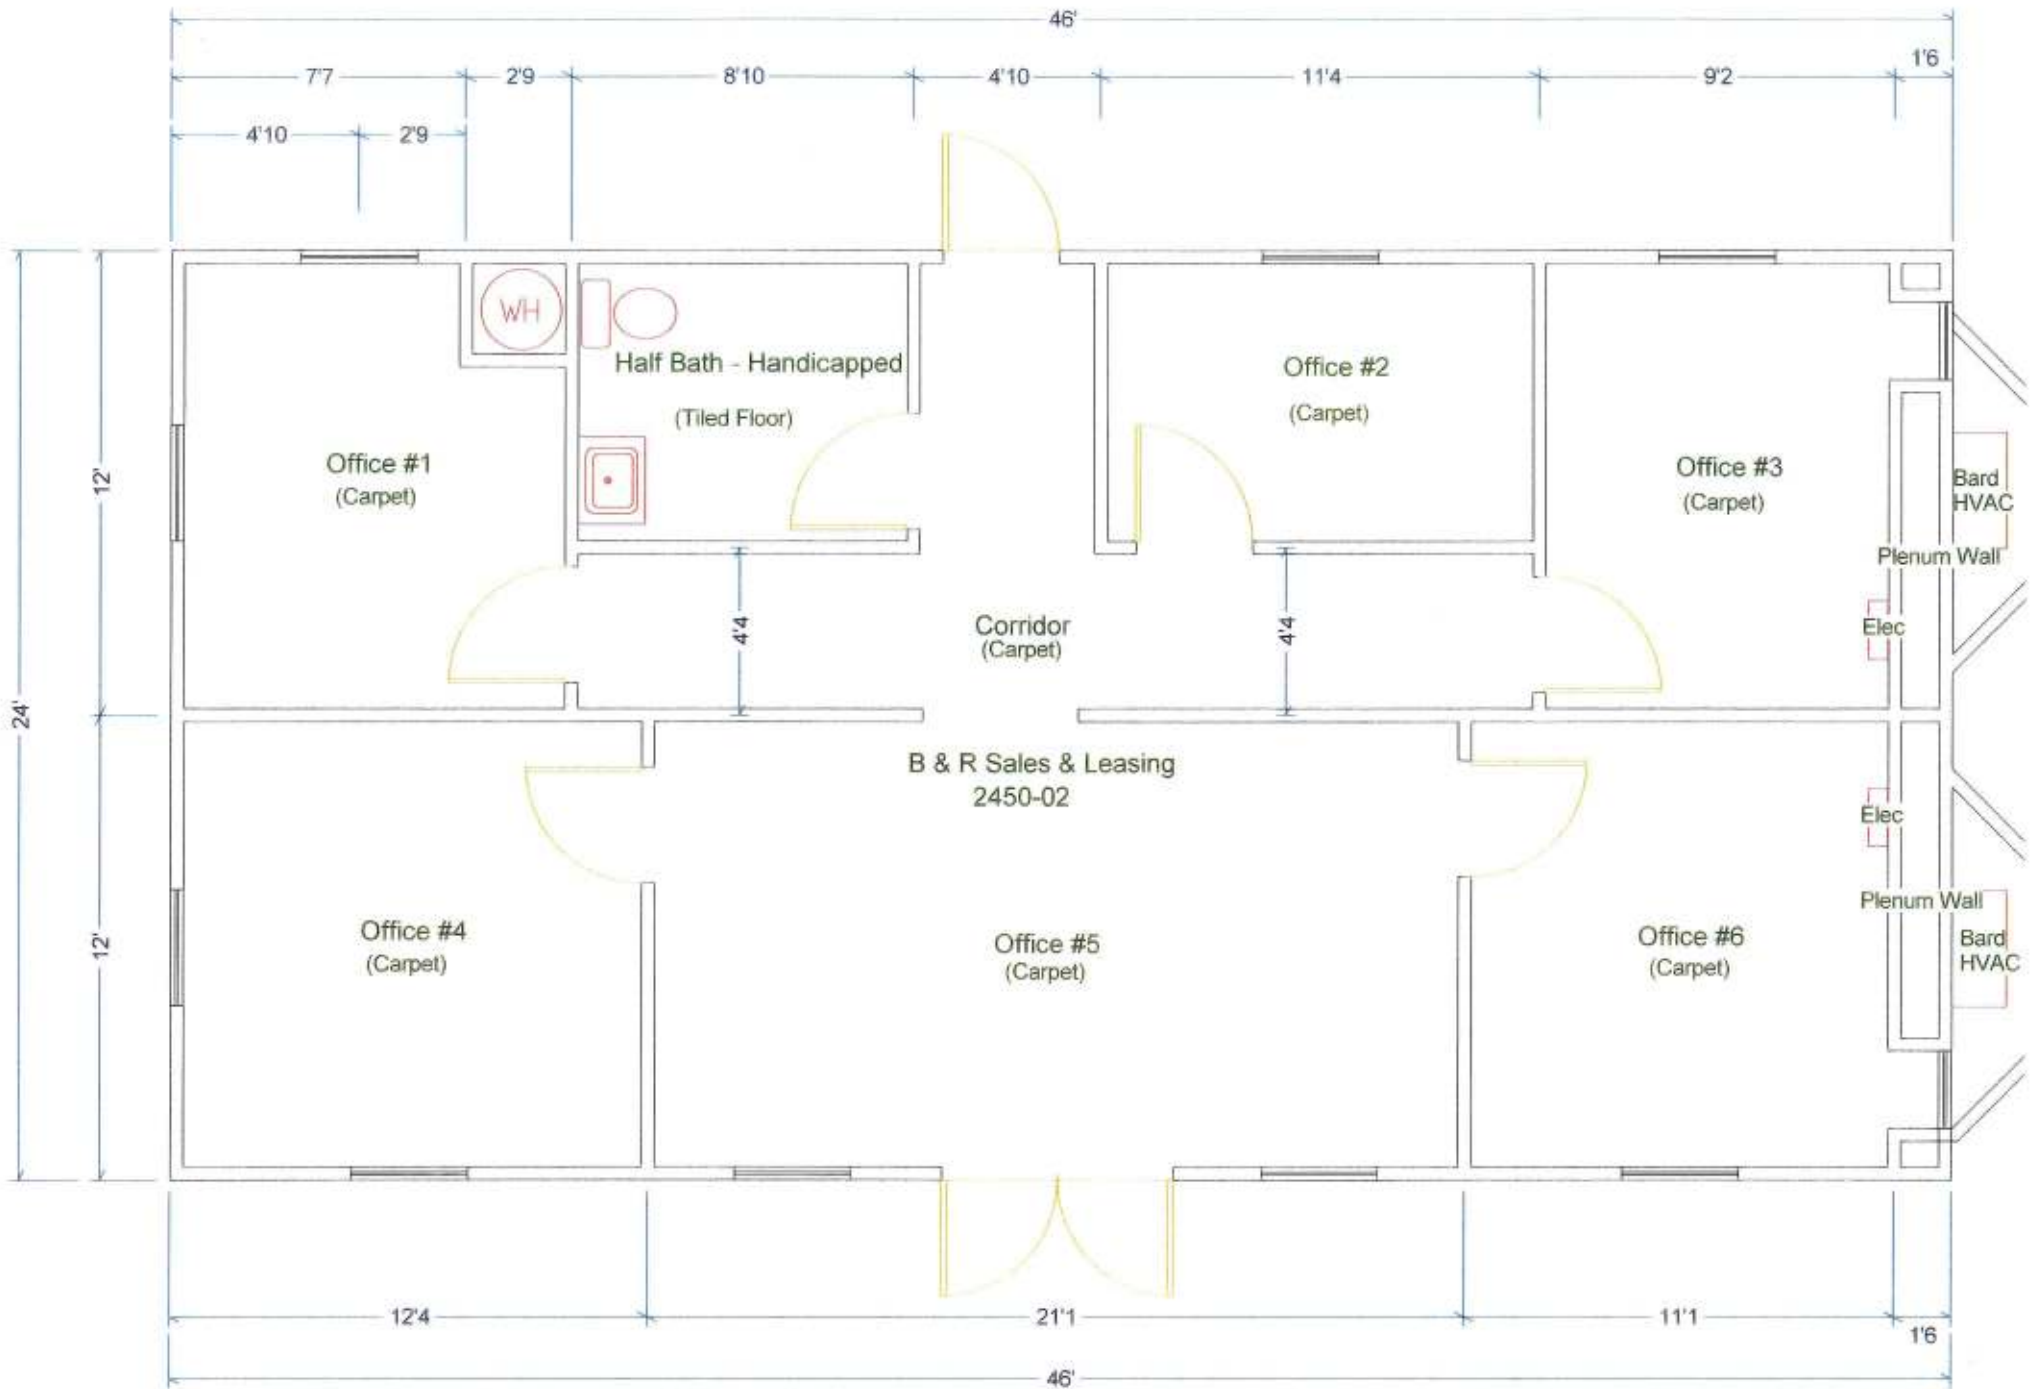 46'
7'7
2'9
8'10
4'10
11'4
9'2
1'6
4'10
2'9
WH
Half Bath - Handicapped
(Tiled Floor)
Office #2
(Carpet)
Office #1
(Carpet)
Office #3
(Carpet)
Bard
HVAC
Plenum Wall
12'
4'4
Corridor
(Carpet)
4'4
Elec
24'
B & R Sales & Leasing
2450-02
Elec
Plenum Wall
Office #4
(Carpet)
Office #5
(Carpet)
Office #6
(Carpet)
Bard
HVAC
12'
12'4
21'1
11'1
1'6
46'